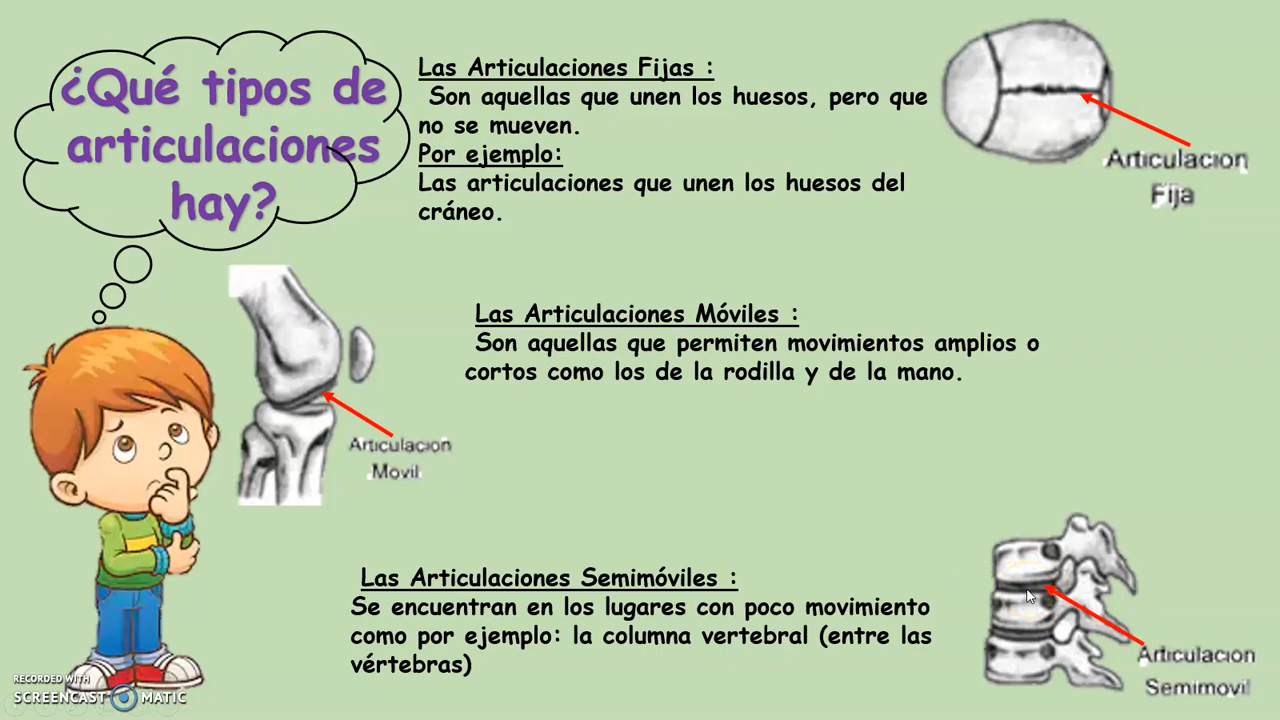 ¿Qué tipos de
articulaciones
hay?
Las Articulaciones Fijas :
Son aquellas que unen los huesos, pero que
no se mueven.
Por ejemplo:
Las articulaciones que unen los huesos del
cráneo.
Articulacion
Fija
Las Articulaciones Móviles :
Son aquellas que permiten movimientos amplios o
cortos como los de la rodilla y de la mano.
Articulacion
Movil
Las Articulaciones Semimóviles :
Se encuentran en los lugares con poco movimiento
como por ejemplo: la columna vertebral (entre las
vértebras)
Articulacion
Semimovil
RECORDED WITH
SCREENCAST MATIC